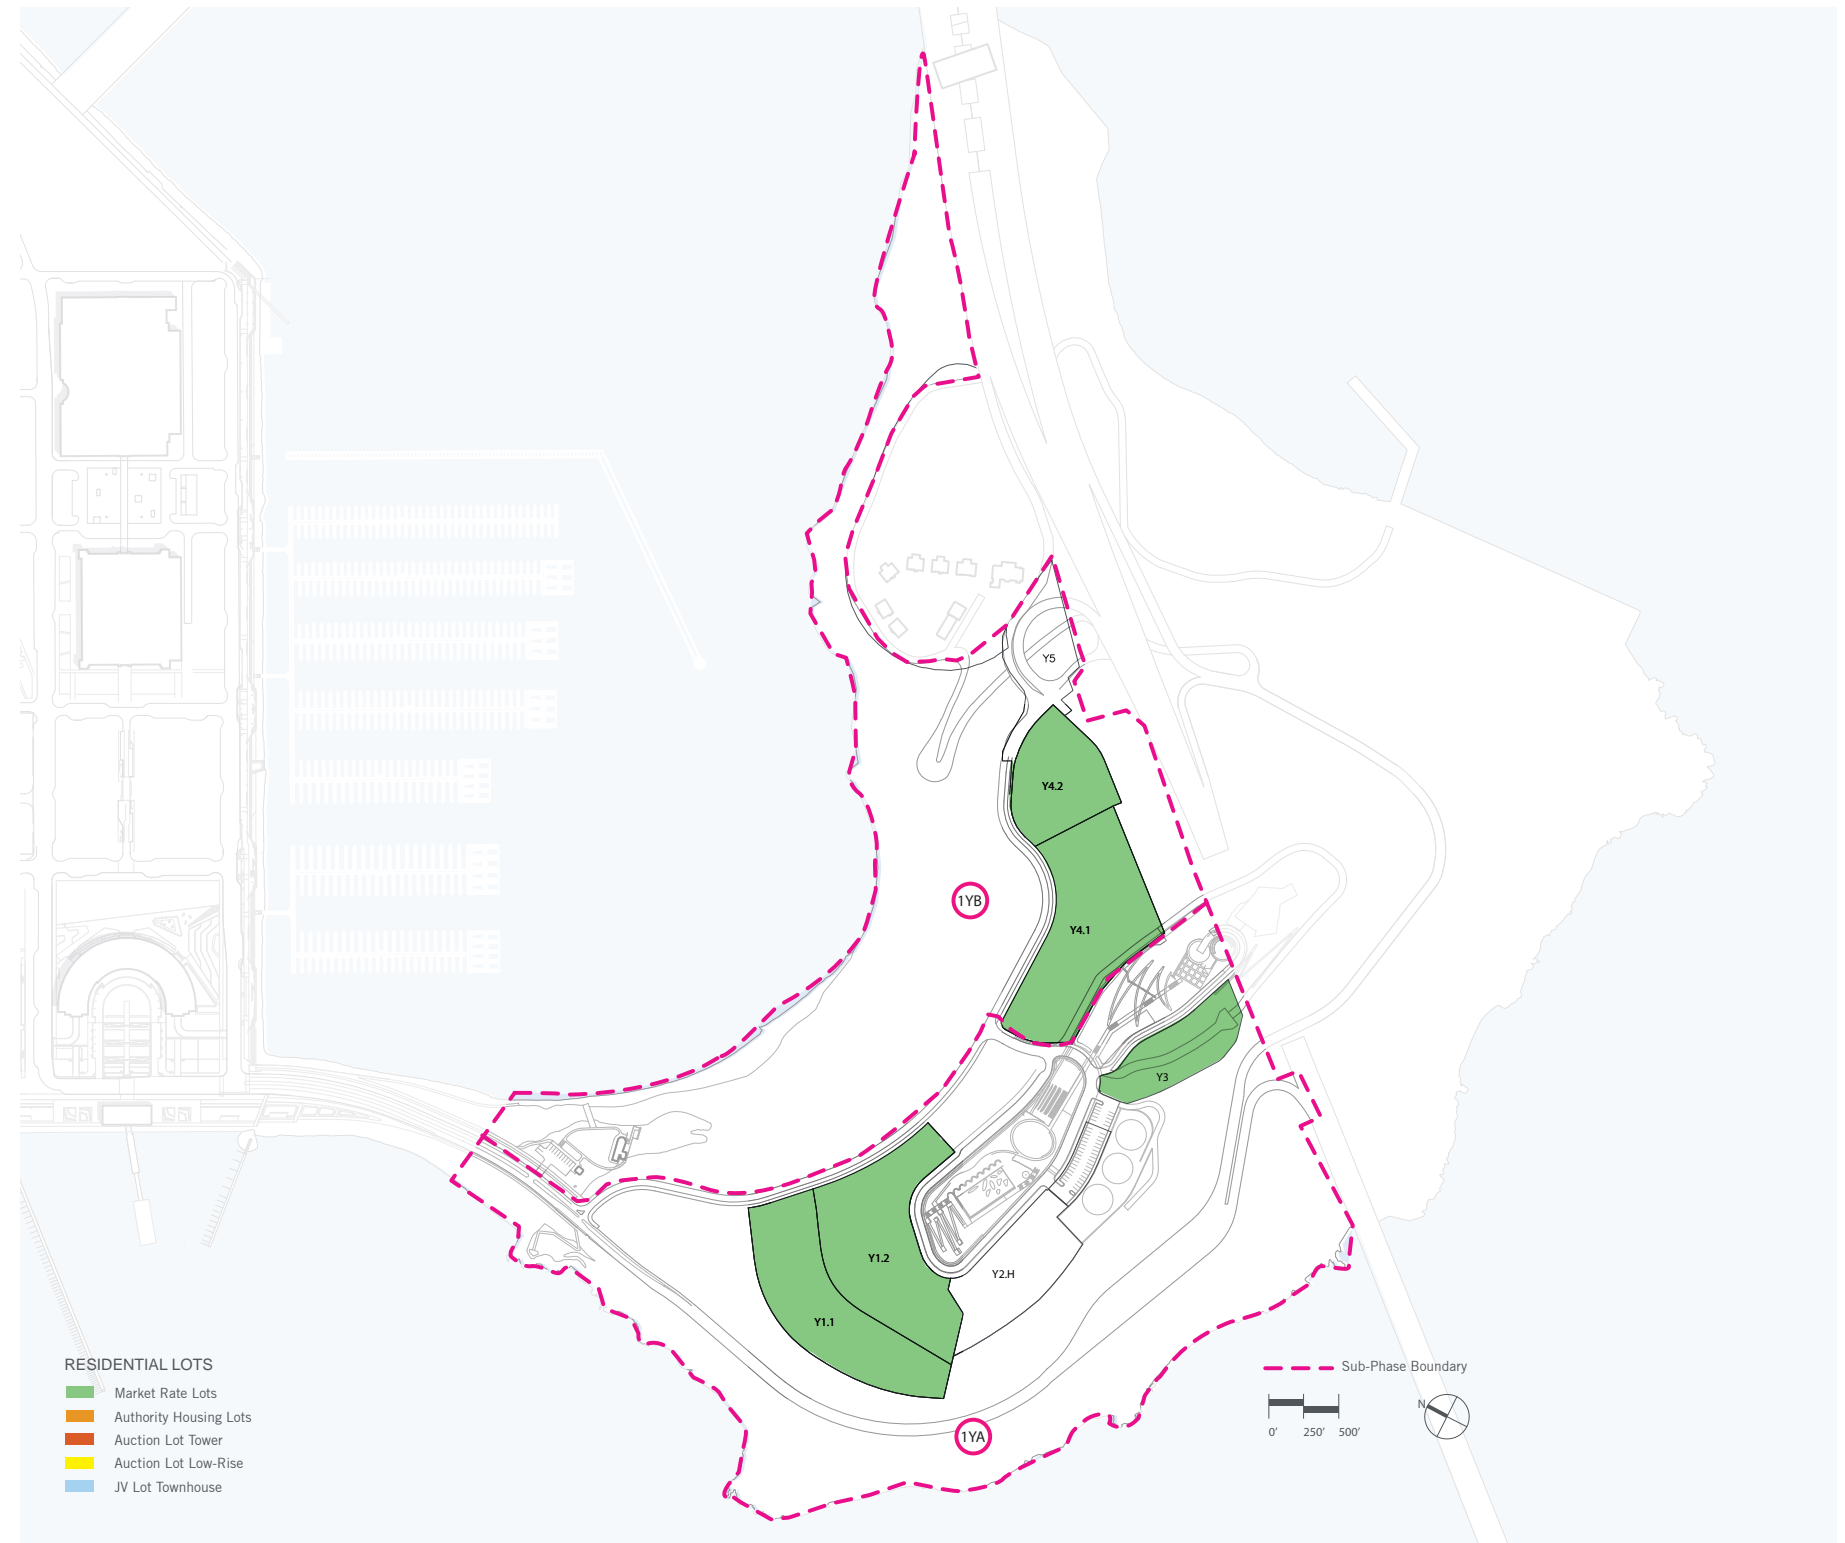 Y5
Y4.2
1YB
Y4.1
Y3
Y1.2
Y2.H
Y1.1
RESIDENTIAL LOTS
Market Rate Lots
Authority Housing Lots
Auction Lot Tower
Auction Lot Low-Rise
JV Lot Townhouse
1YA
Sub-Phase Boundary
N
0' 250' 500'